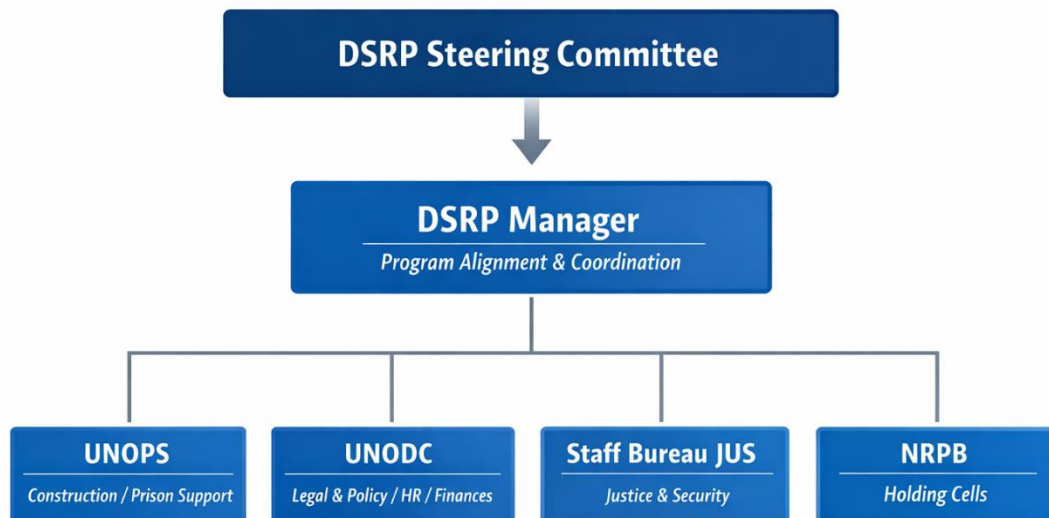 DSRP Steering Committee
DSRP Manager
Program Alignment & Coordination
UNOPS
Construction / Prison Support
UNODC
Legal & Policy / HR / Finances
Staff Bureau JUS
Justice & Security
NRPB
Holding Cells